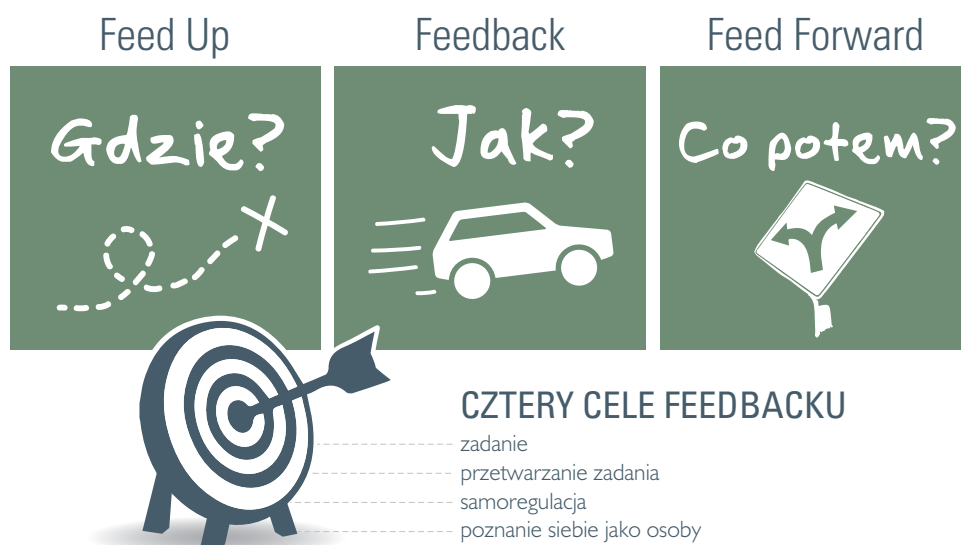 Feed Up
Feedback
Feed Forward
Gdzie?
Jak?
Co potem?
CZTERY CELE FEEDBACKU
zadanie
przetwarzanie zadania
samoregulacja
poznanie siebie jako osoby